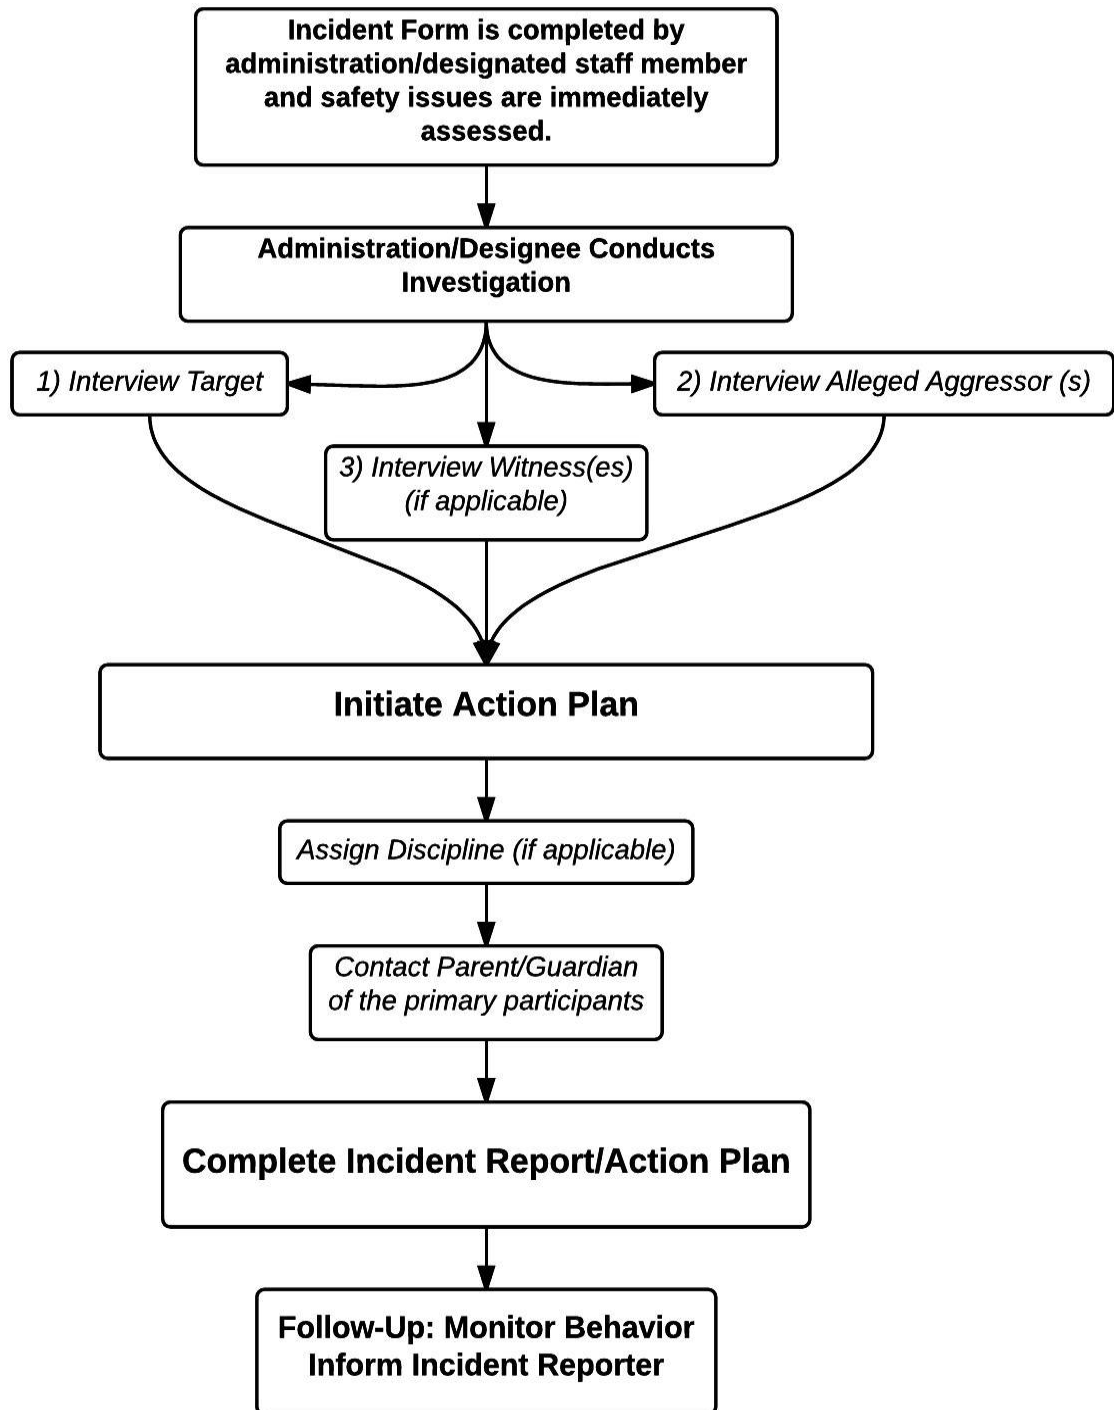 Incident Form is completed by
administration/designated staff member
and safety issues are immediately
assessed.
Administration/Designee Conducts
Investigation
1) Interview Target
2) Interview Alleged Aggressor (s)
3) Interview Witness(es)
(if applicable)
Initiate Action Plan
Assign Discipline (if applicable)
Contact Parent/Guardian
of the primary participants
Complete Incident Report/Action Plan
Follow-Up: Monitor Behavior
Inform Incident Reporter